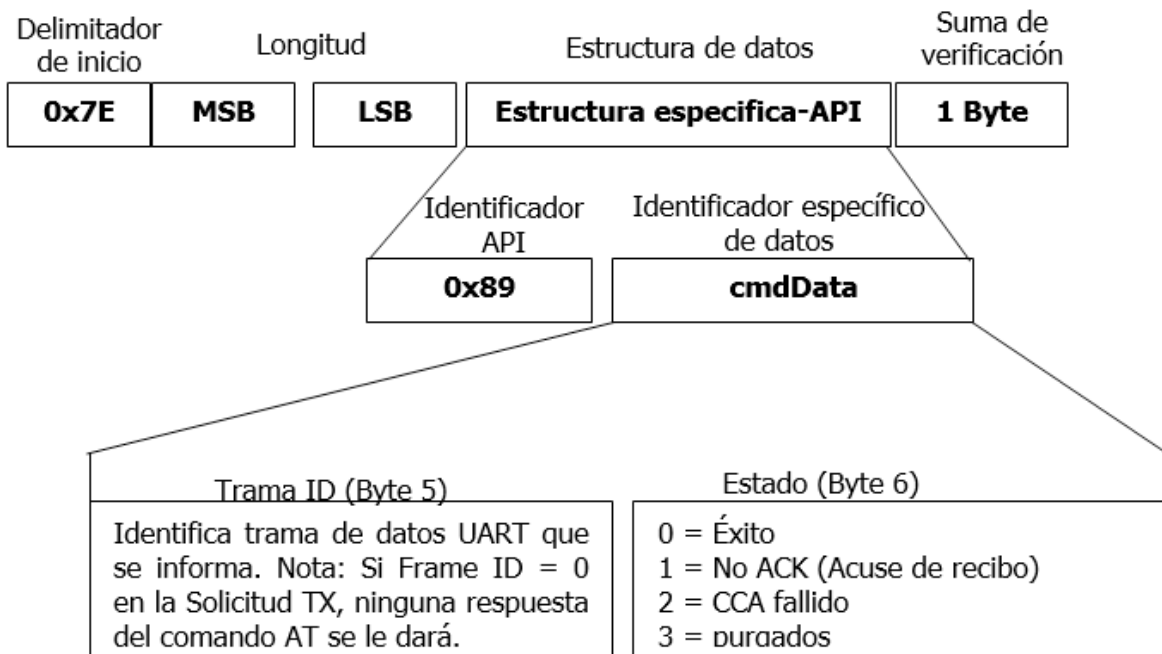 Delimitador
de inicio
Longitud
Estructura de datos
Suma de
verificación
0x7E
MSB
LSB
Estructura especifica-API
1 Byte
Identificador
API
Identificador específico
de datos
0x89
cmdData
Trama ID (Byte 5)
Identifica trama de datos UART que
se informa. Nota: Si Frame ID = 0
en la Solicitud TX, ninguna respuesta
del comando AT se le dará.
Estado (Byte 6)
0 = Éxito
1 = No ACK (Acuse de recibo)
2 = CCA fallido
3 = purgados